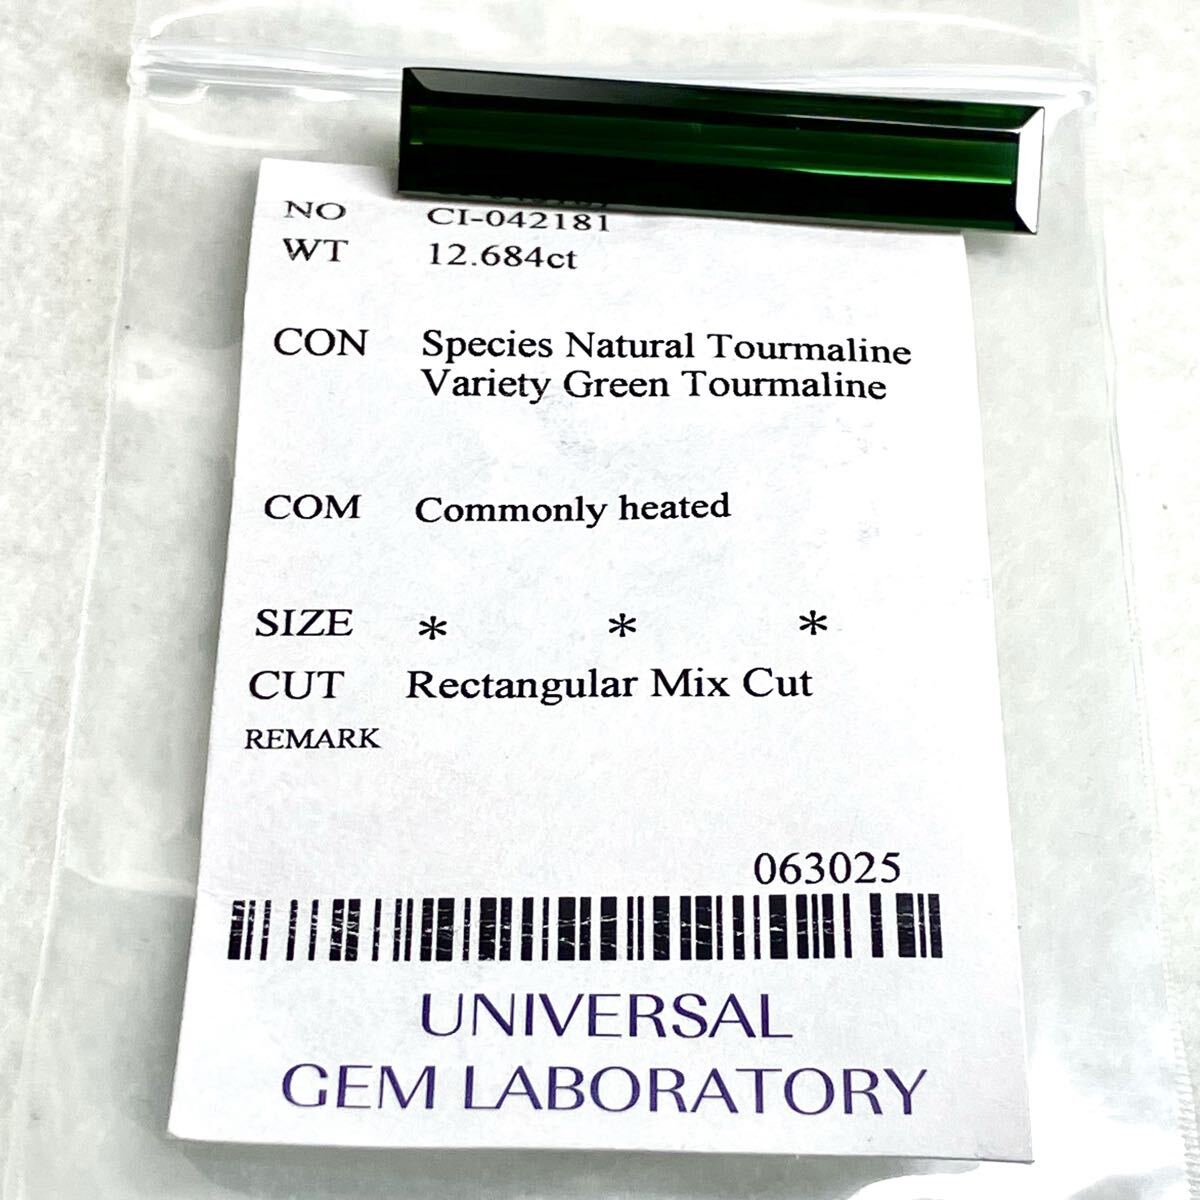 NO CI-042181
WT 12.684ct
CON Species Natural Tourmaline
Variety Green Tourmaline
COM Commonly heated
SIZE * * *
CUT Rectangular Mix Cut
REMARK
063025
UNIVERSAL
GEM LABORATORY